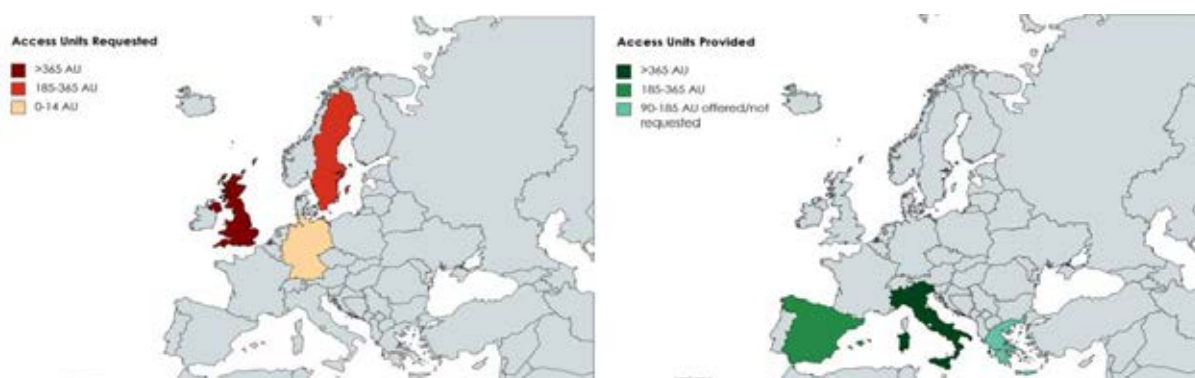 Access Units Requested
>365 AU
185-365 AU
0-14 AU
Access Units Provided
>365 AU
185-365 AU
90-185 AU offered/not
requested